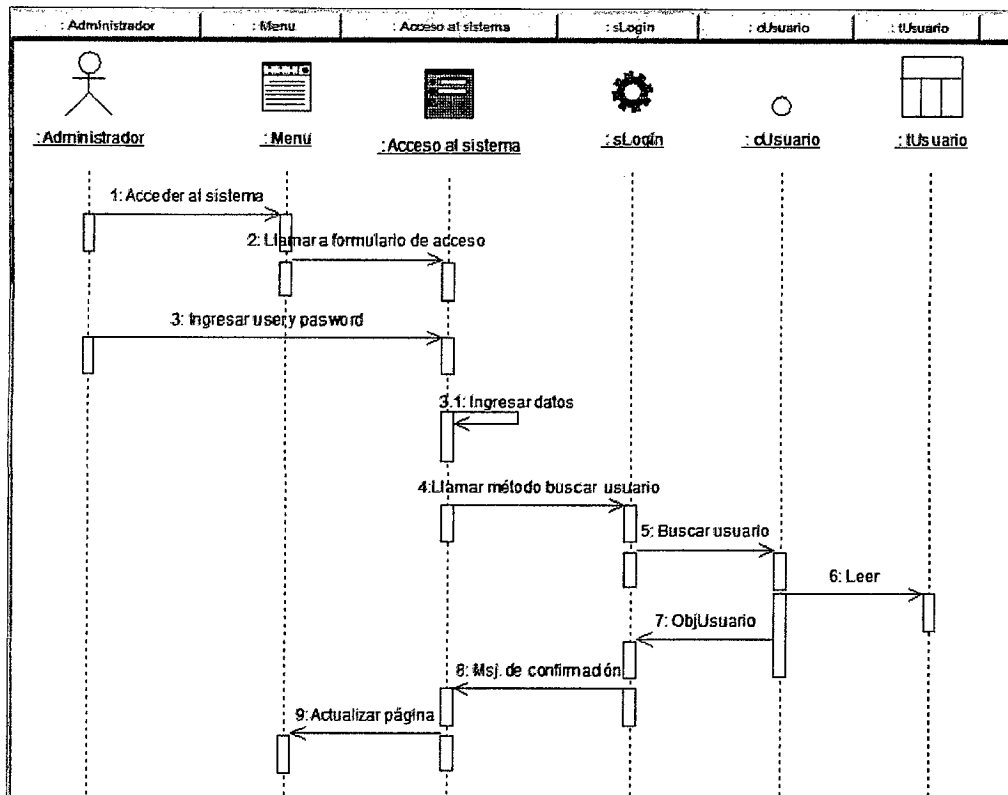 : Administrador
: Menu
: Acceso al sistema
: sLogin
: cUsuario
: tUsuario
: Administrador
: Menu
: Acceso al sistema
: sLogin
: cUsuario
: tUsuario
1: Acceder al sistema
2: Llamar a formulario de acceso
3: Ingresar user y pasword
3.1: Ingresar datos
4:Llamar método buscar usuario
5: Buscar usuario
6: Leer
7: ObjUsuario
8: Msj. de confirmación
9: Actualizar página